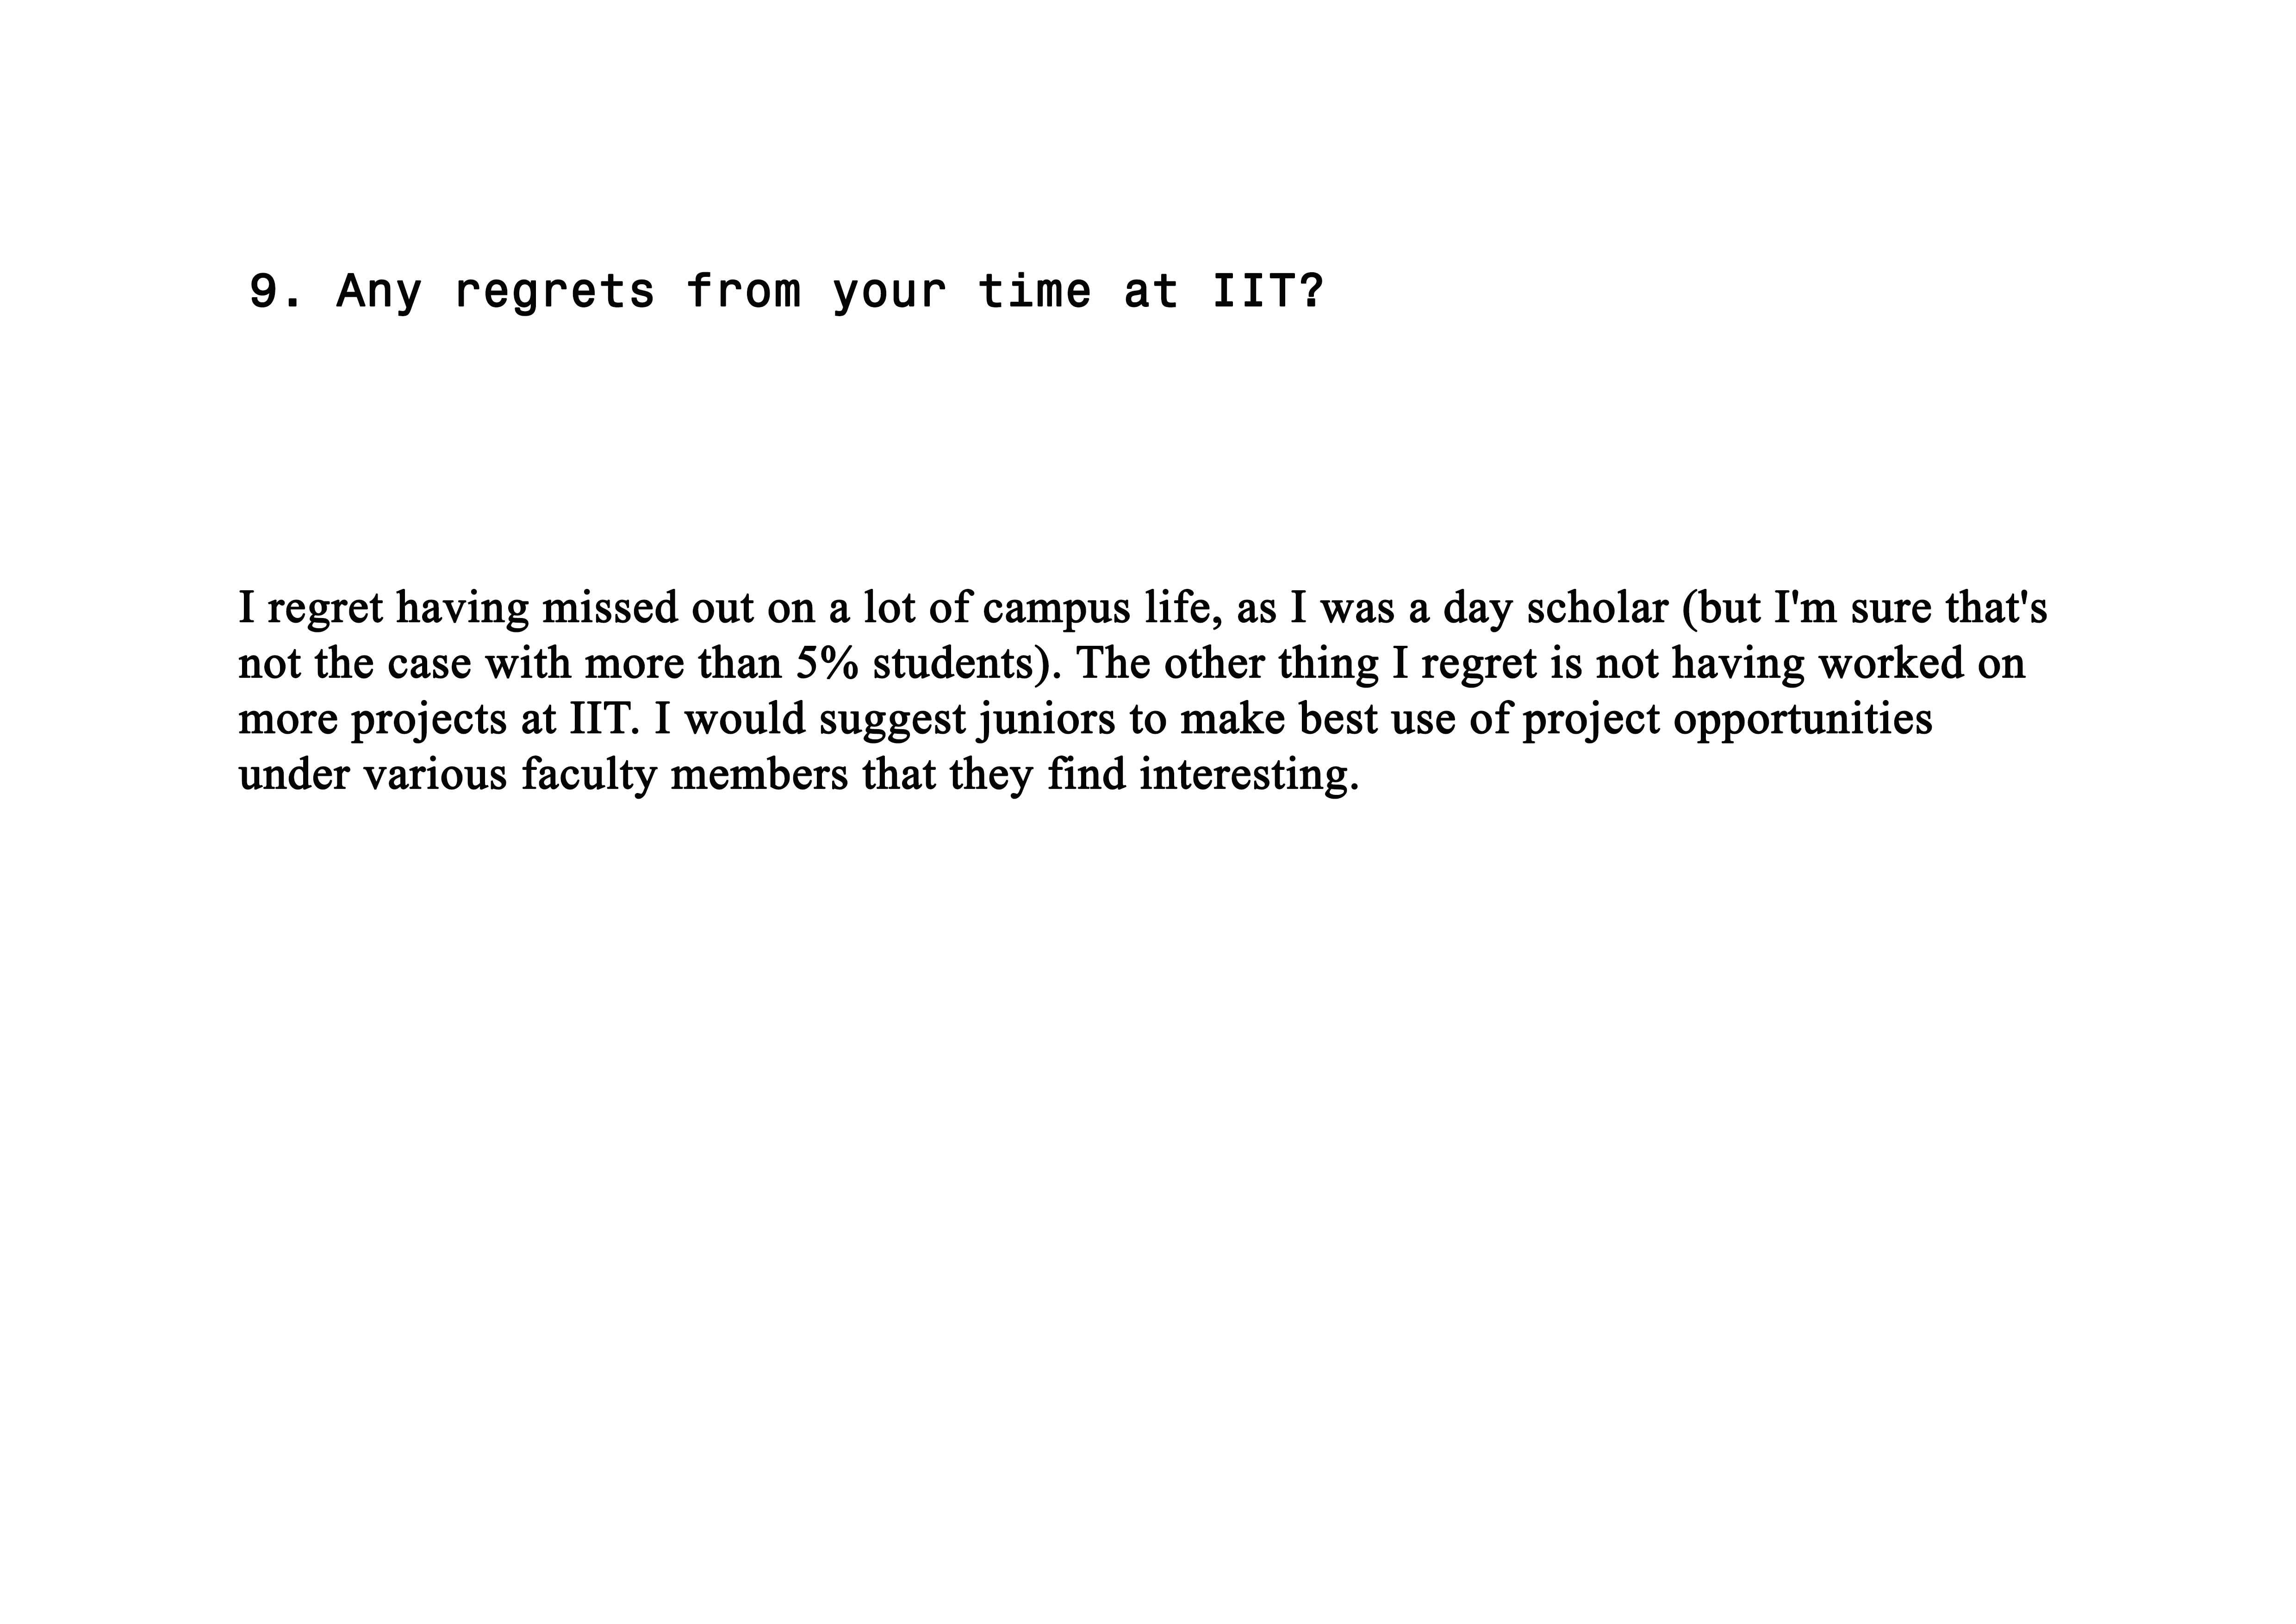 9. Any regrets from your time at IIT?
I regret having missed out on a lot of campus life, as I was a day scholar (but I'm sure that's
not the case with more than 5% students). The other thing I regret is not having worked on
more projects at IIT. I would suggest juniors to make best use of project opportunities
under various faculty members that they find interesting.